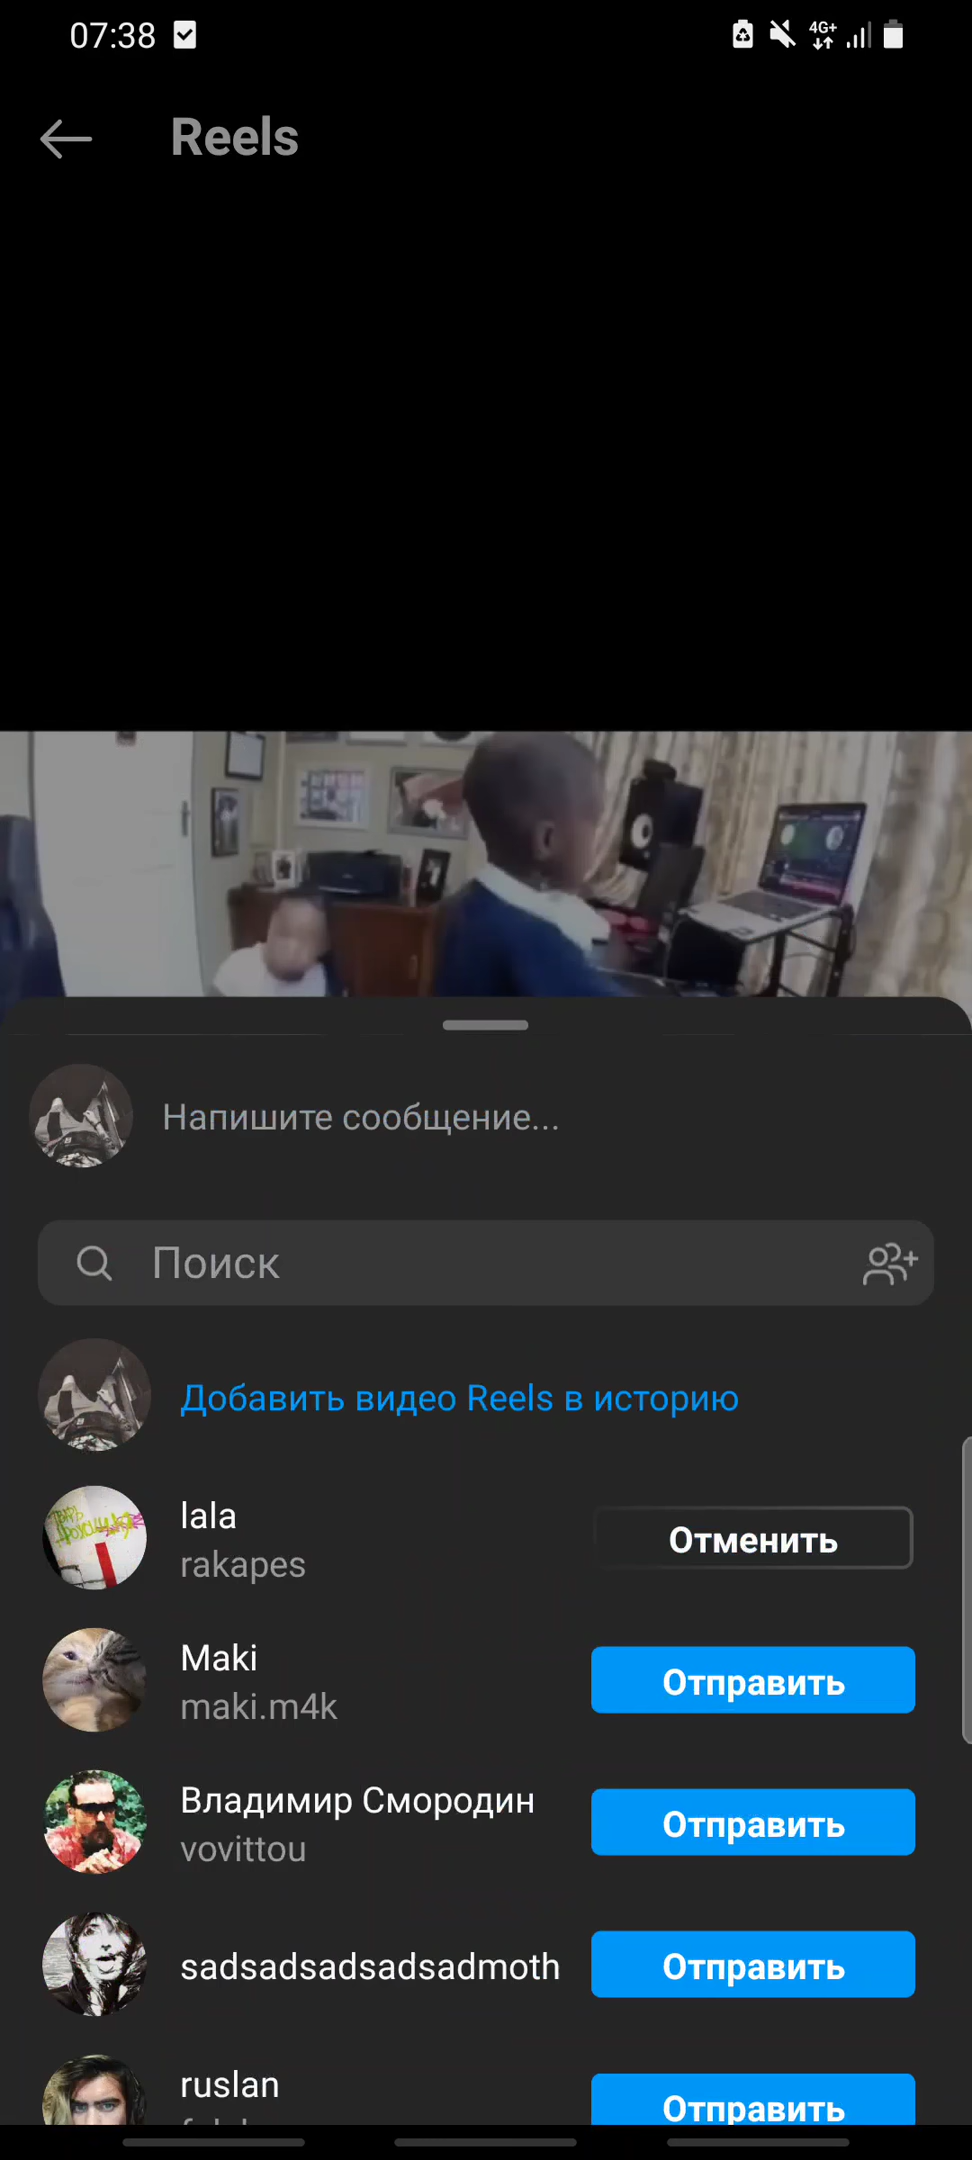 07:38
4G+
Reels
Напишите сообщение...
Поиск
Добавить видео Reels в историю
lala
rakapes
Отменить
Maki
maki.m4k
Отправить
Владимир Смородин
vovittou
Отправить
sadsadsadsadsadmoth
Отправить
ruslan
Отправить